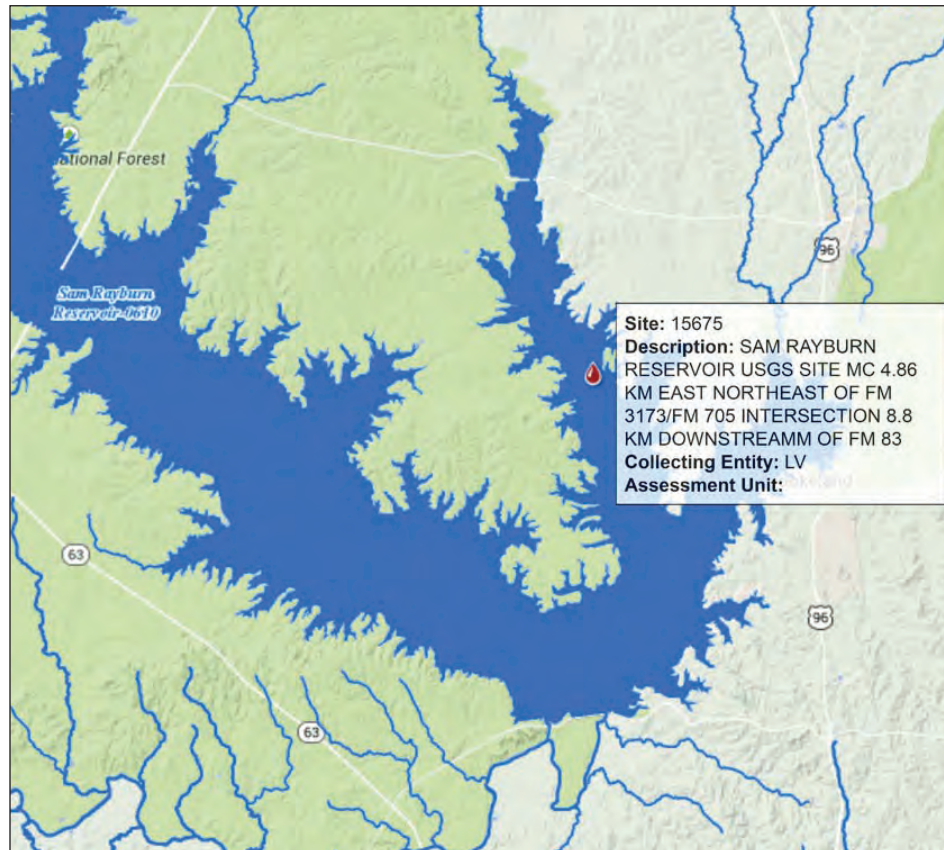 ational Forest
96
Sam Rayburn
Reservoir-0610
Site: 15675
Description: SAM RAYBURN
RESERVOIR USGS SITE MC 4.86
KM EAST NORTHEAST OF FM
3173/FM 705 INTERSECTION 8.8
KM DOWNSTREAMM OF FM 83
Collecting Entity: LV
Assessment Unit:
63
96
63